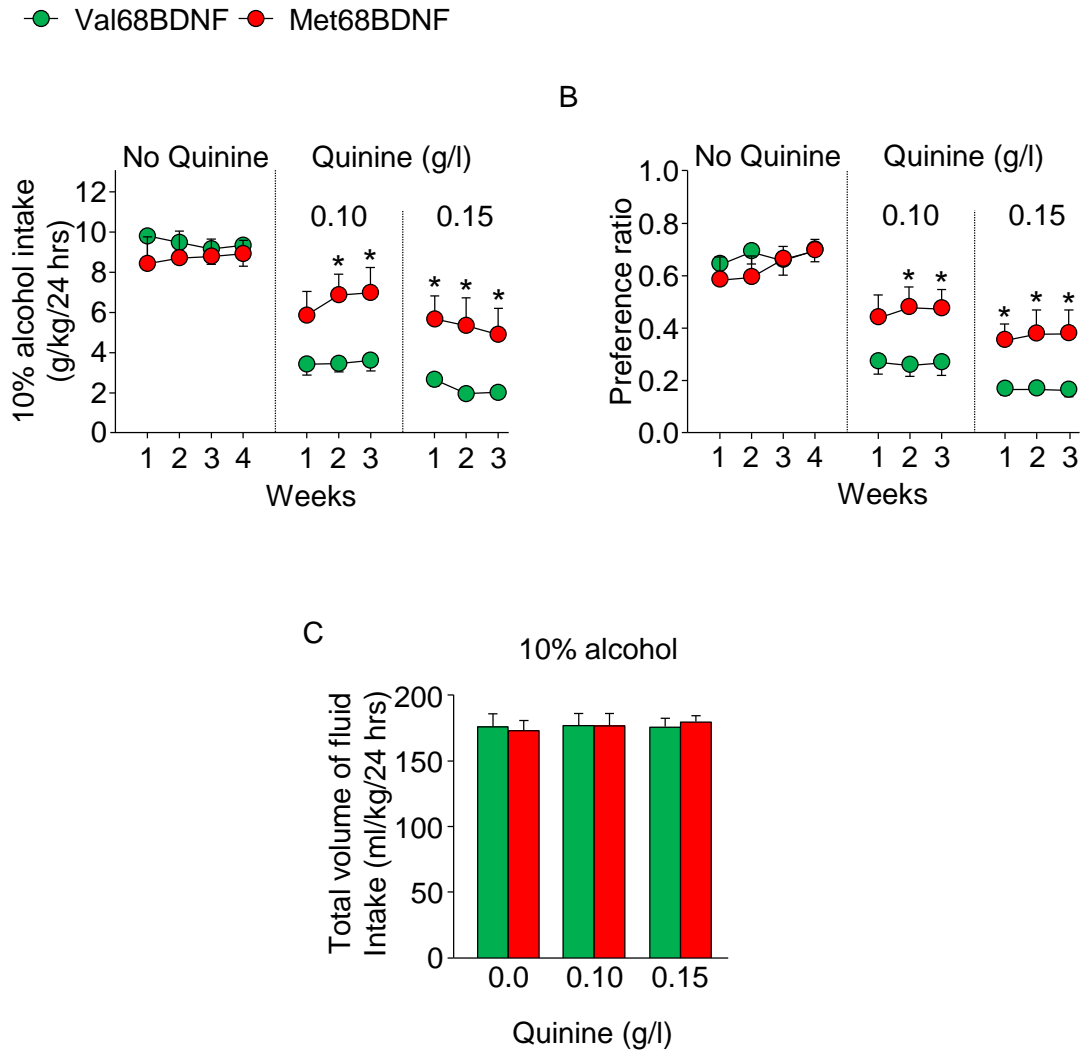 Val68BDNF Met68BDNF
B
No Quinine Quinine (g/l)
0.10 0.15
10% alcohol intake
(g/kg/24 hrs)
12
10
8
6
4
2
0
* * * * *
1 2 3 4 1 2 3 1 2 3
Weeks
No Quinine Quinine (g/l)
0.10 0.15
Preference ratio
1.0
0.8
0.6
0.4
0.2
0.0
* * * * *
1 2 3 4 1 2 3 1 2 3
Weeks
C
10% alcohol
Total volume of fluid
Intake (ml/kg/24 hrs)
200
150
100
50
0
0.0 0.10 0.15
Quinine (g/l)